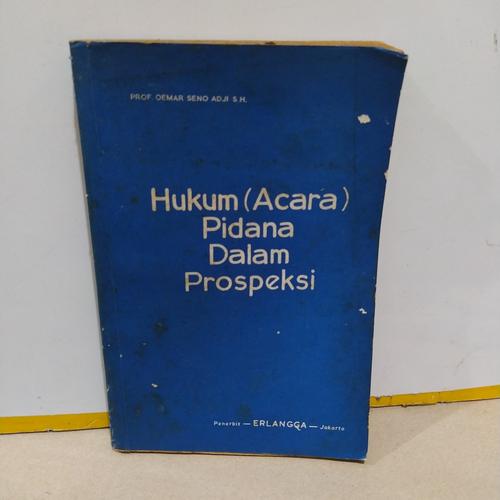 PROF. OEMAR SENO ADJI S.H.
Hukum (Acara)
Pidana
Dalam
Prospeksi
Penerbit — ERLANGGA — Jakarta